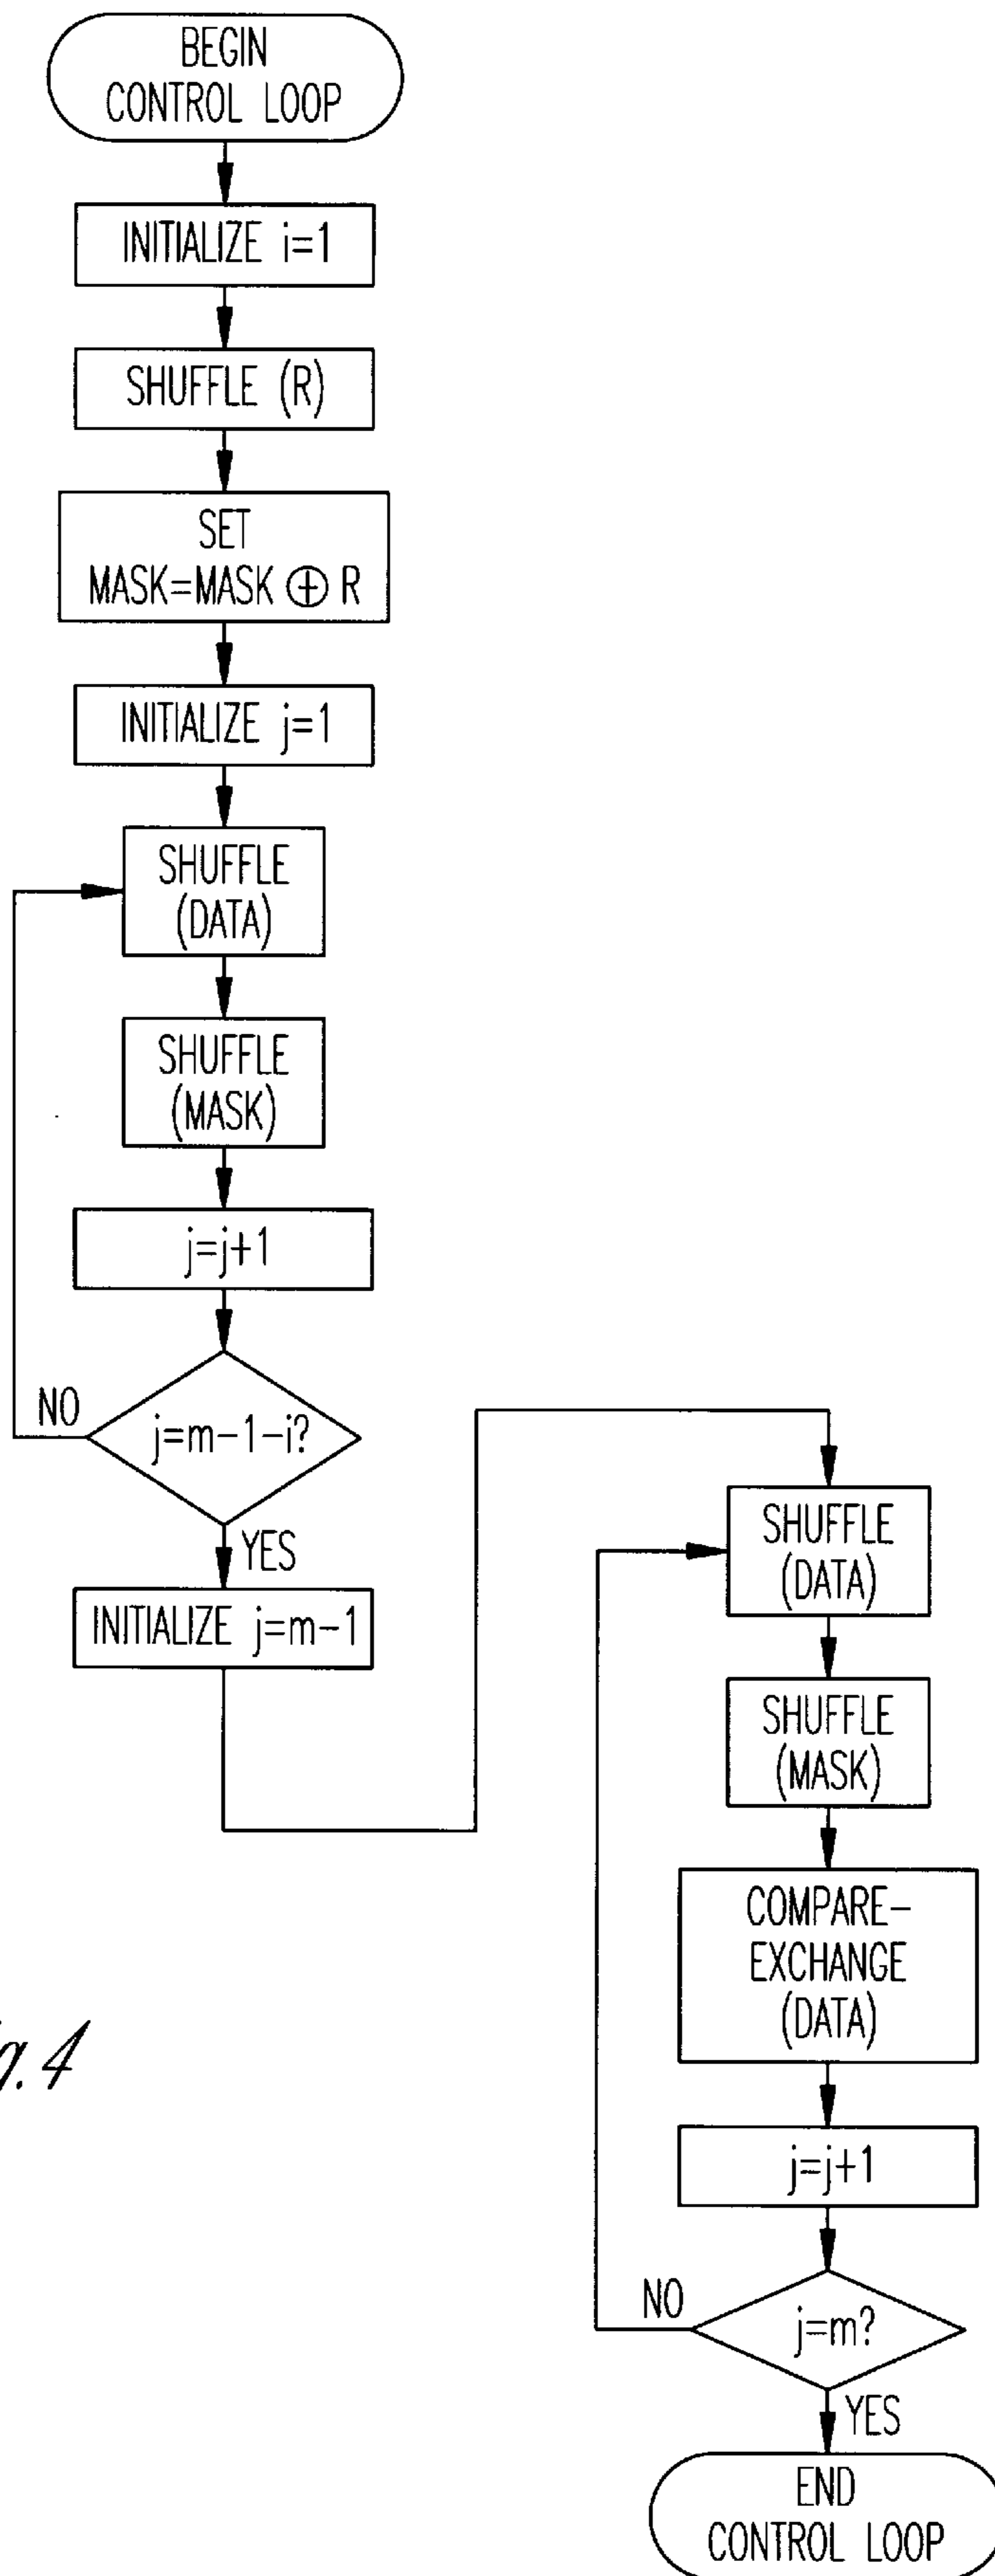 BEGIN
CONTROL LOOP
INITIALIZE i=1
SHUFFLE (R)
SET
MASK=MASK ⊕ R
INITIALIZE j=1
SHUFFLE
(DATA)
SHUFFLE
(MASK)
j=j+1
j=m-1-i?
NO
YES
INITIALIZE j=m-1
SHUFFLE
(DATA)
SHUFFLE
(MASK)
COMPARE-
EXCHANGE
(DATA)
j=j+1
j=m?
NO
YES
END
CONTROL LOOP
4